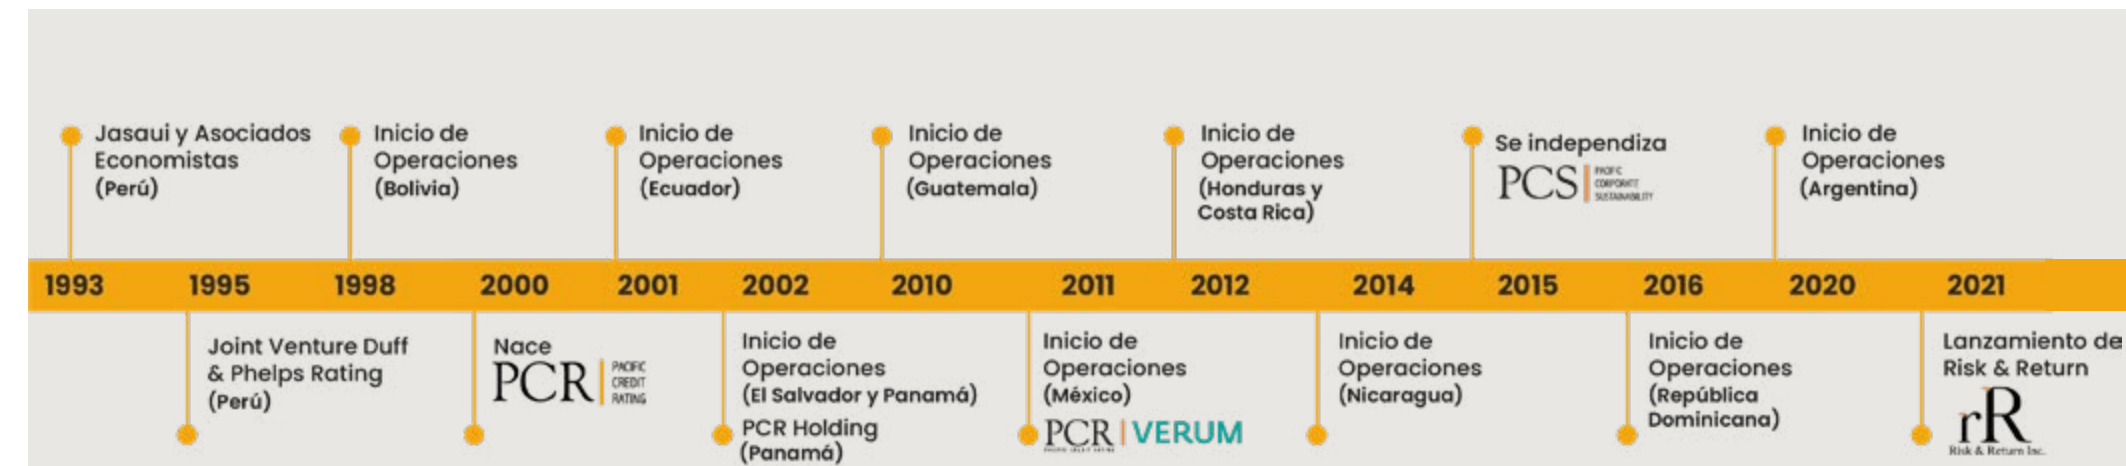 Jasaui y Asociados
Economistas
(Perú)
Inicio de
Operaciones
(Bolivia)
Inicio de
Operaciones
(Ecuador)
Inicio de
Operaciones
(Guatemala)
Inicio de
Operaciones
(Honduras y
Costa Rica)
Se independiza
PCS
PACIFIC
CORPORATE
SUSTAINABILITY
Inicio de
Operaciones
(Argentina)
1993 1995 1998 2000 2001 2002 2010 2011 2012 2014 2015 2016 2020 2021
Joint Venture Duff
& Phelps Rating
(Perú)
Nace
PCR
PACIFIC
CREDIT
RATING
Inicio de
Operaciones
(El Salvador y Panamá)
PCR Holding
(Panamá)
Inicio de
Operaciones
(México)
PCR VERUM
Inicio de
Operaciones
(Nicaragua)
Inicio de
Operaciones
(República
Dominicana)
Lanzamiento de
Risk & Return
rR
Risk & Return Inc.